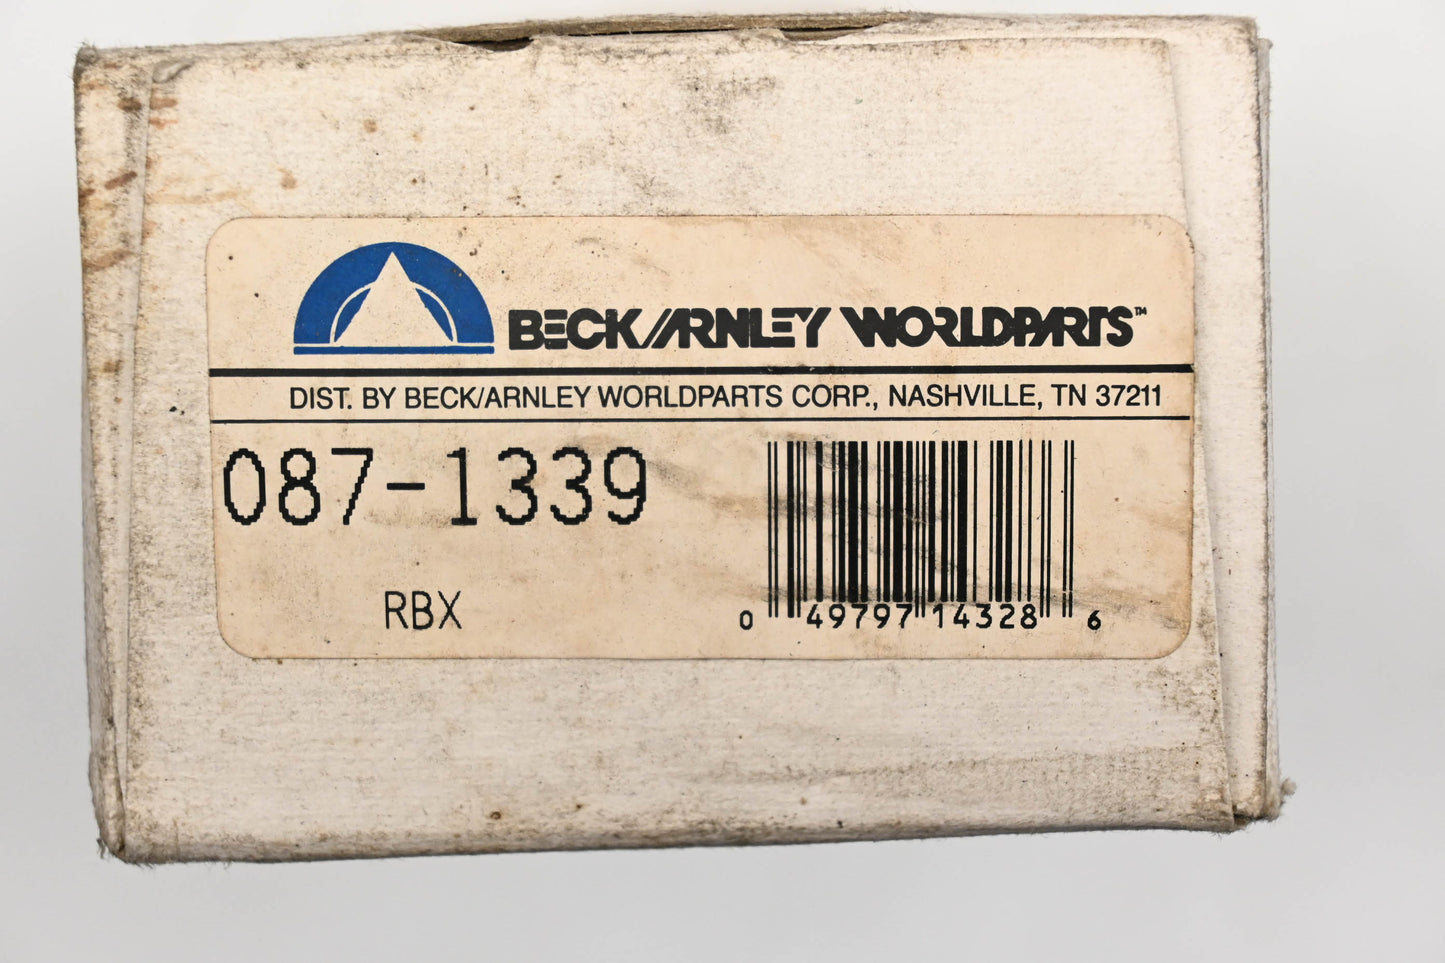 BECK/ARNLEY WORLDPARTS™
DIST. BY BECK/ARNLEY WORLDPARTS CORP., NASHVILLE, TN 37211
087-1339
RBX
0 49797 14328 6